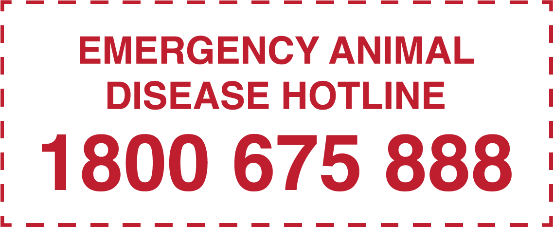 EMERGENCY ANIMAL
DISEASE HOTLINE
1800 675 888